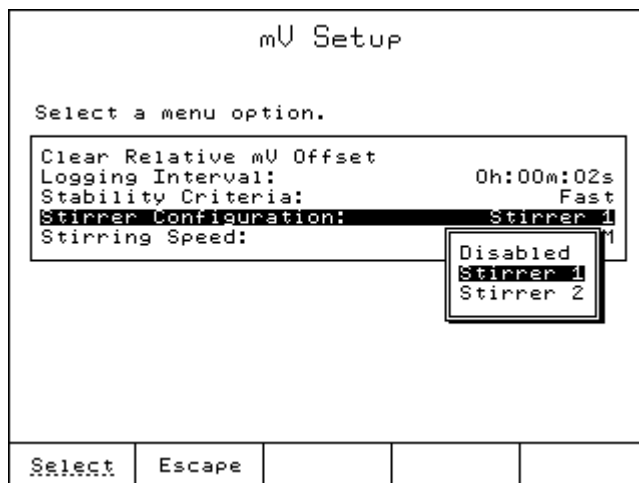 mV Setup
Select a menu option.
Clear Relative mV Offset
Logging Interval: 0h:00m:02s
Stability Criteria: Fast
Stirrer Configuration: Stirrer 1
Stirring Speed: M
Disabled
Stirrer 1
Stirrer 2
Select Escape